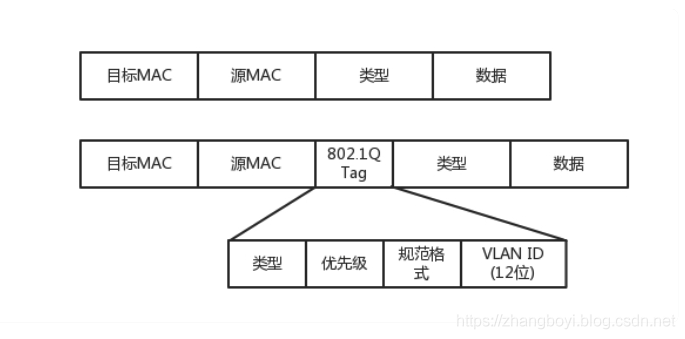 目标MAC 源MAC 类型 数据
目标MAC 源MAC 802.1Q Tag 类型 数据
类型 优先级 规范格式 VLAN ID (12位)
https://zhangboyi.blog.csdn.net